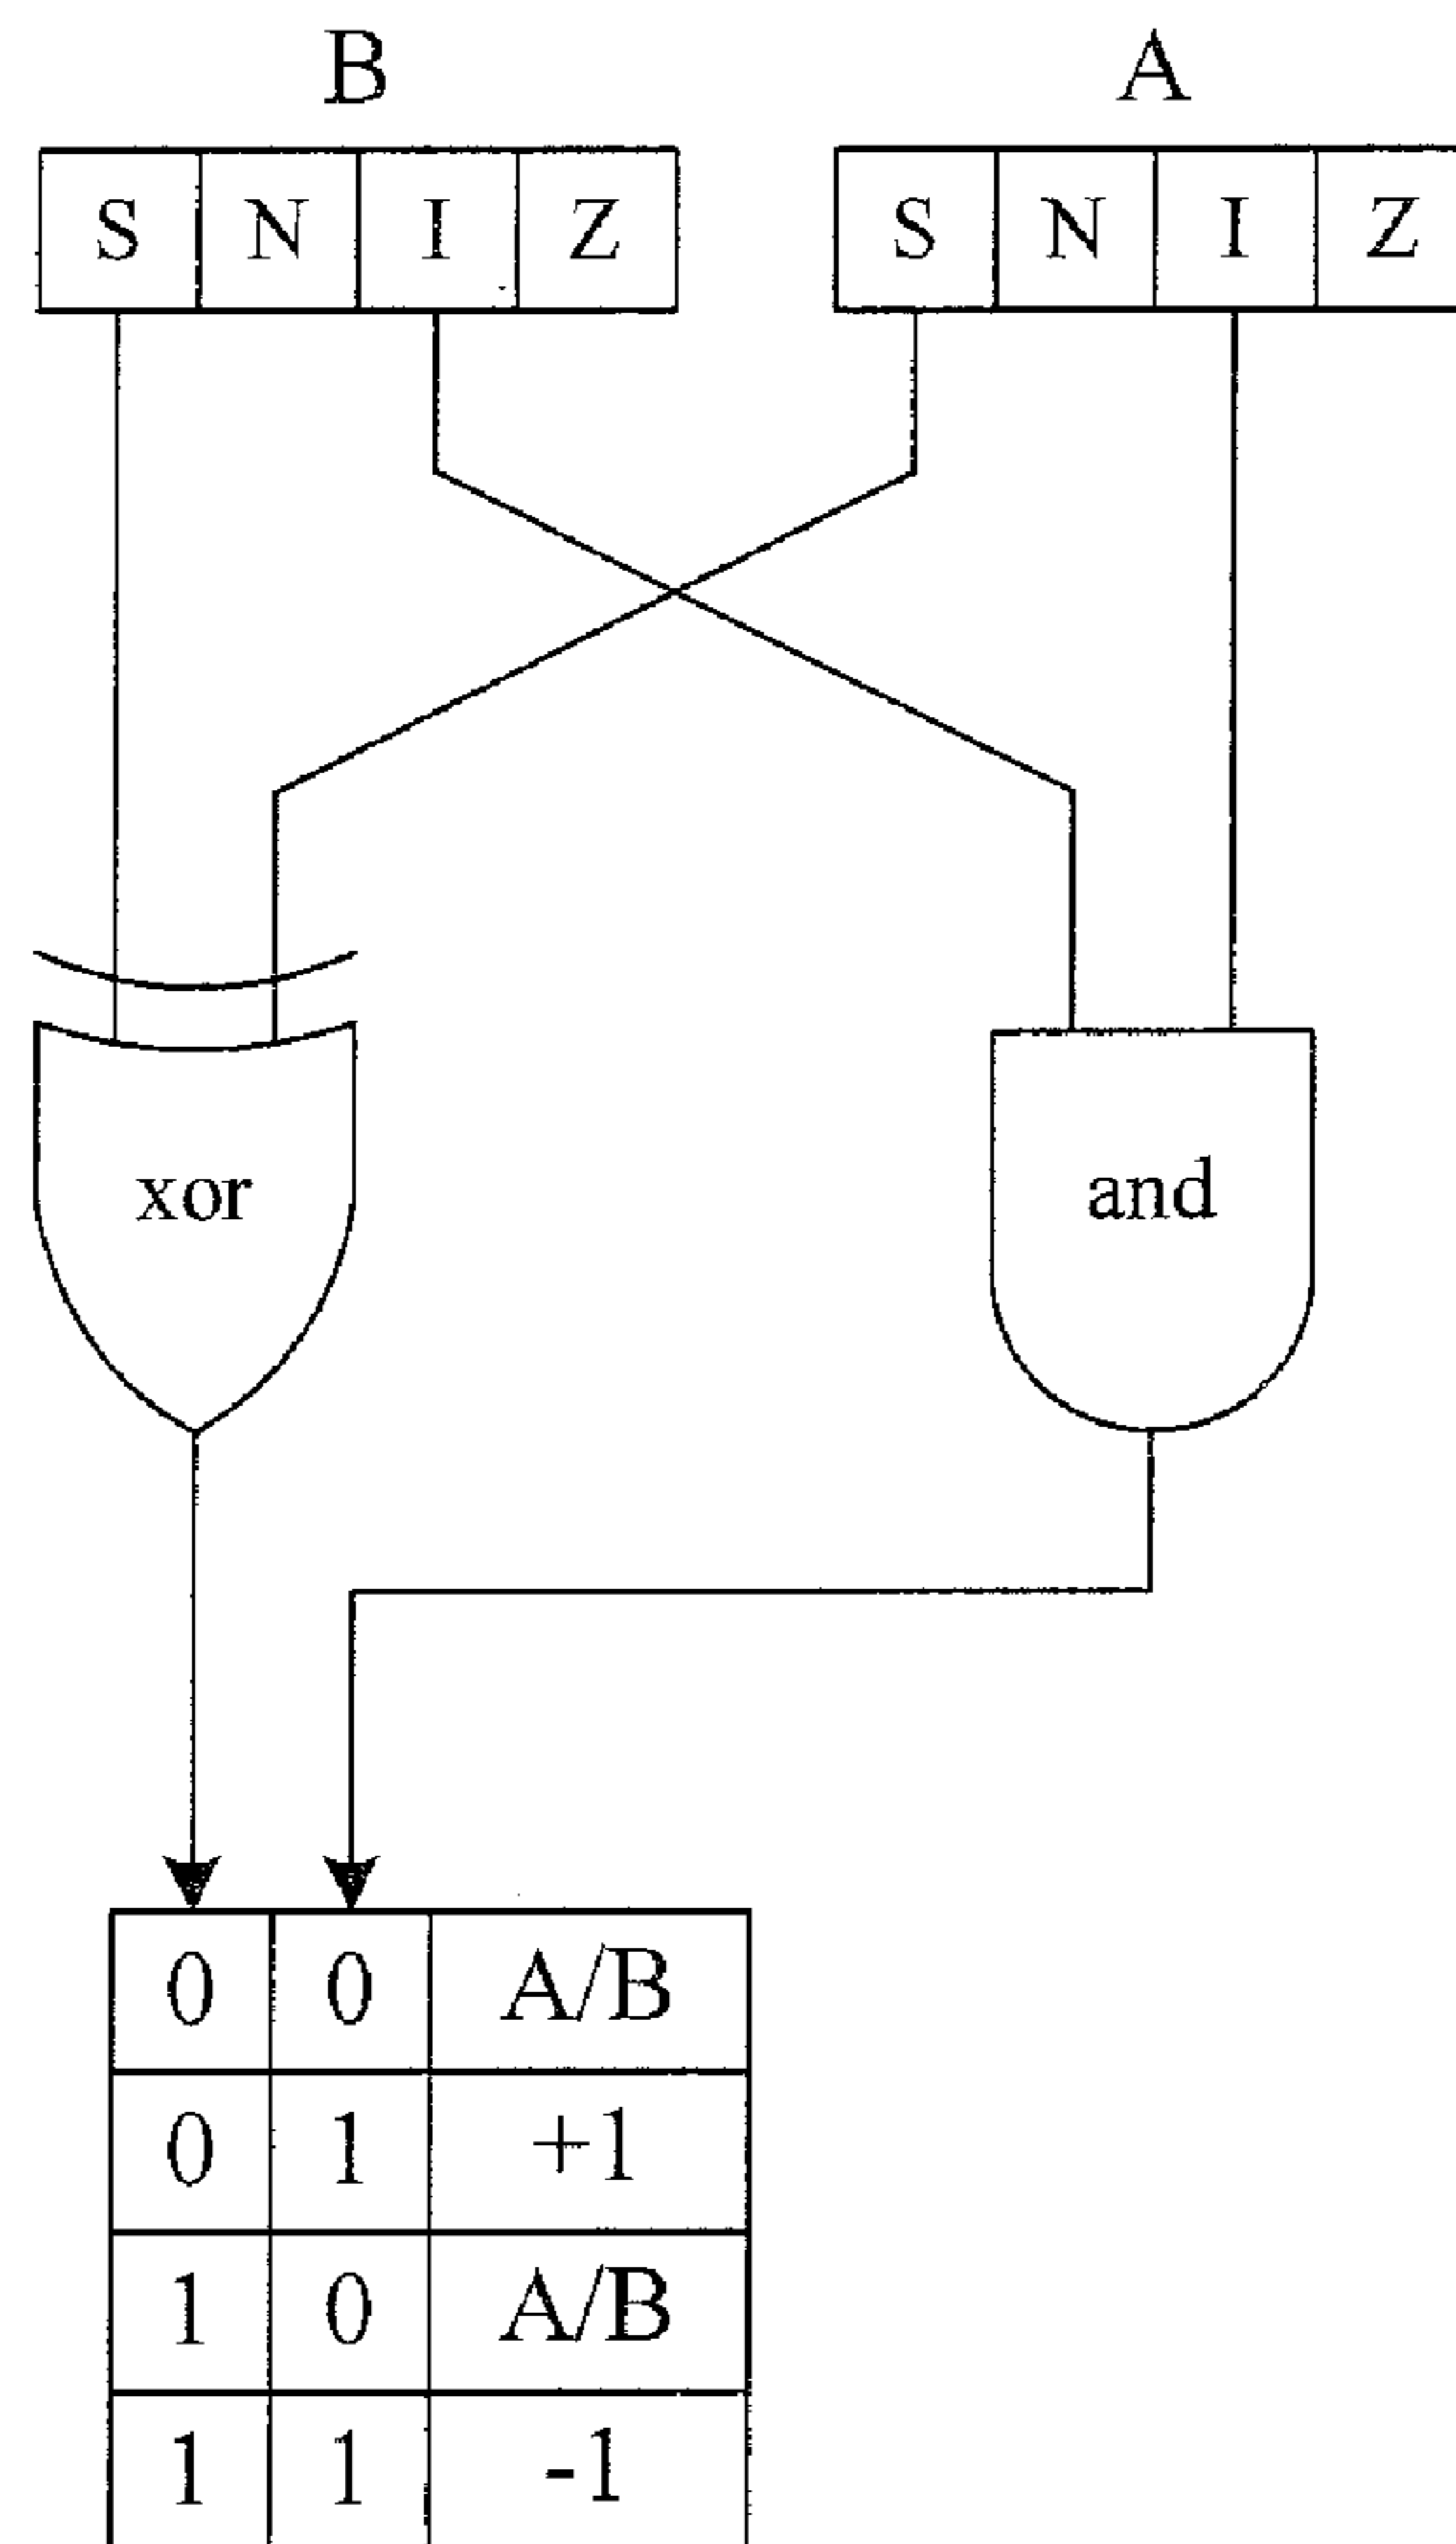 B A
S N I Z S N I Z
xor and
0 0 A/B
0 1 +1
1 0 A/B
1 1 -1